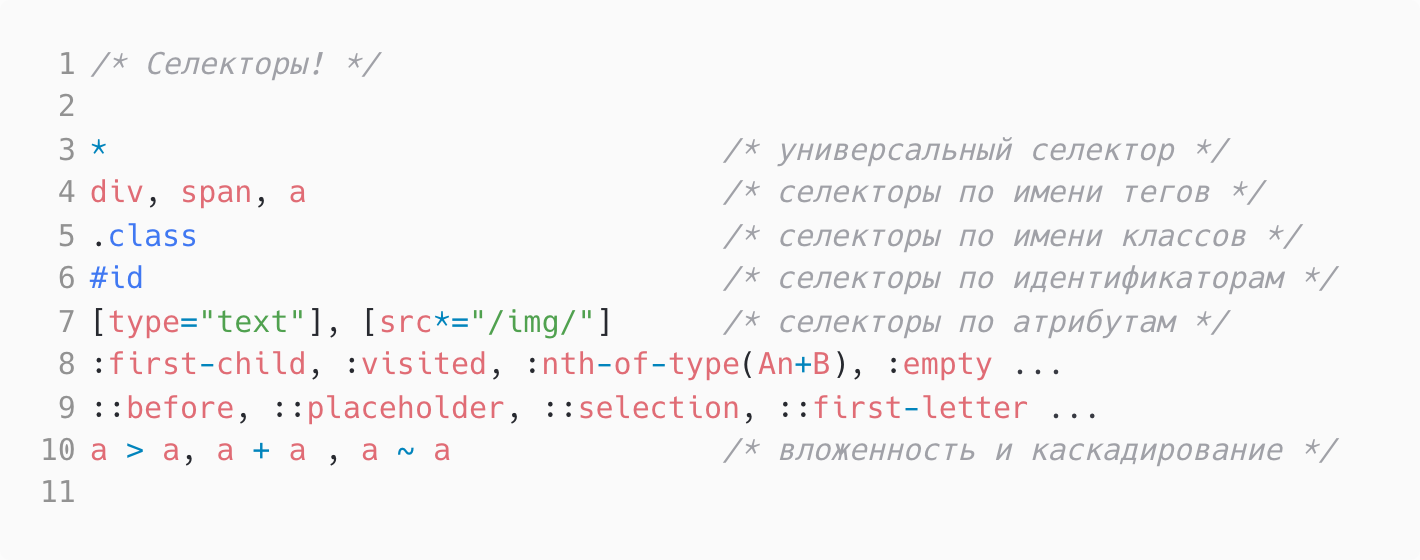 1 /* Селекторы! */
2
3 * /* универсальный селектор */
4 div, span, a /* селекторы по имени тегов */
5 .class /* селекторы по имени классов */
6 #id /* селекторы по идентификаторам */
7 [type="text"], [src*="/img/"] /* селекторы по атрибутам */
8 :first-child, :visited, :nth-of-type(An+B), :empty ...
9 ::before, ::placeholder, ::selection, ::first-letter ...
10 a > a, a + a , a ~ a /* вложенность и каскадирование */
11